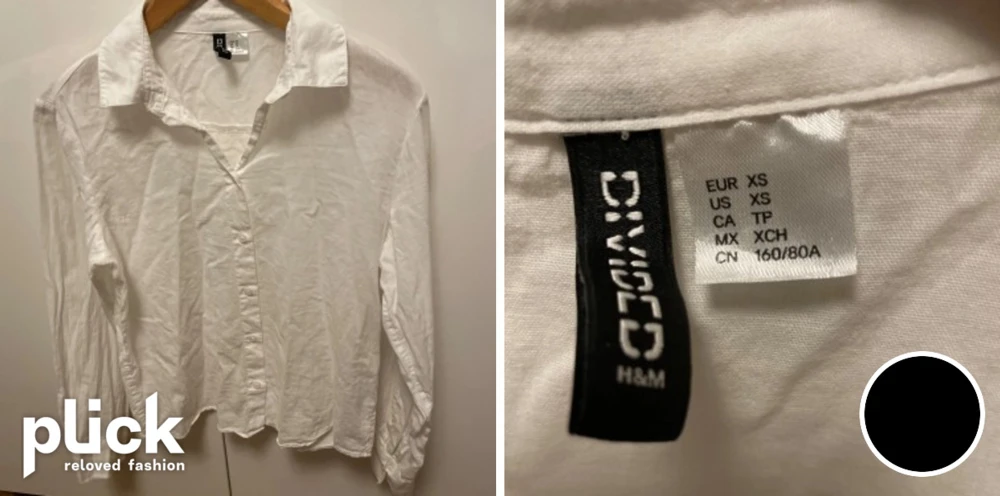 plick
reloved fashion
DIVIDED
H&M
EUR XS
US XS
CA TP
MX XCH
CN 160/80A